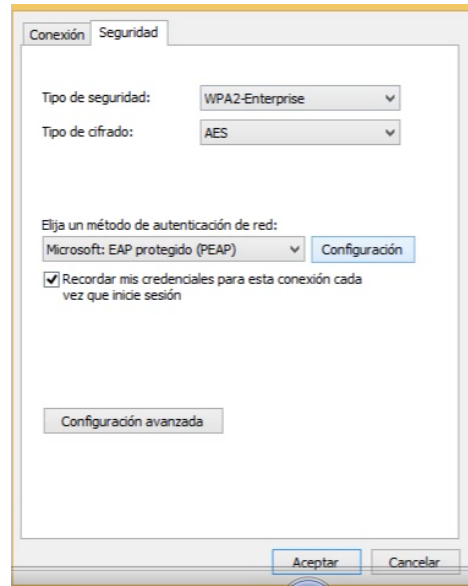 Conexión Seguridad
Tipo de seguridad: WPA2-Enterprise
Tipo de cifrado: AES
Elija un método de autenticación de red:
Microsoft: EAP protegido (PEAP) Configuración
Recordar mis credenciales para esta conexión cada
vez que inicie sesión
Configuración avanzada
Aceptar Cancelar